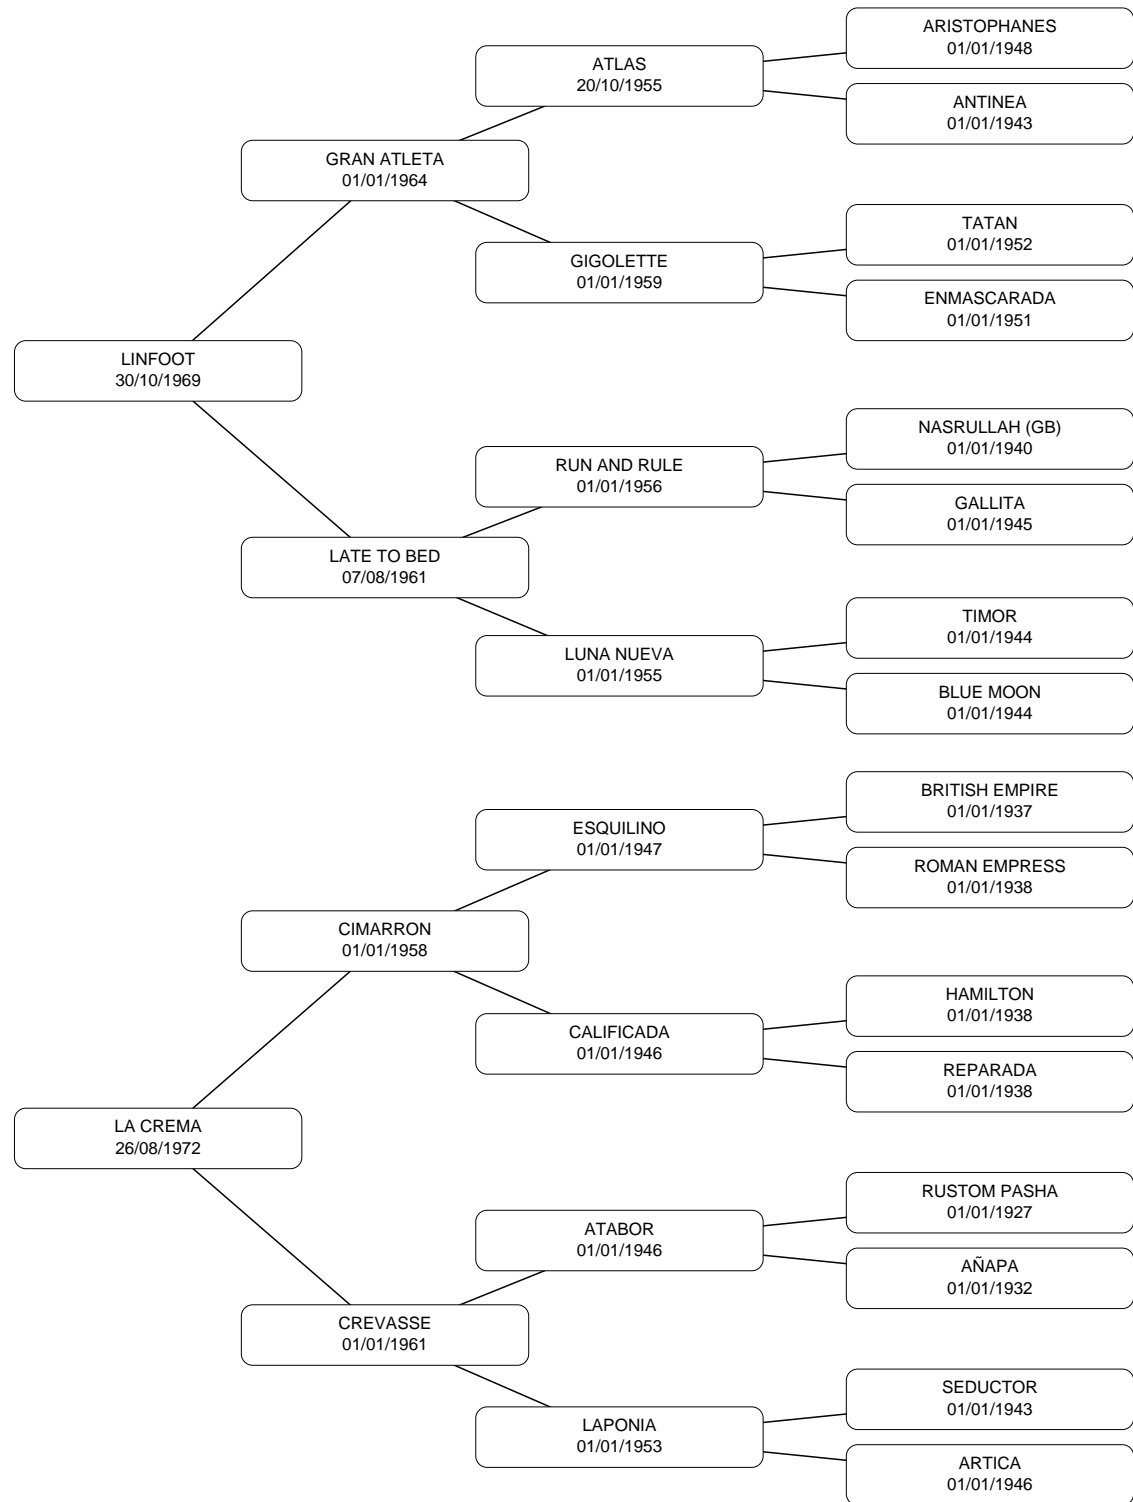 ARISTOPHANES
01/01/1948
ATLAS
20/10/1955
ANTINEA
01/01/1943
GRAN ATLETA
01/01/1964
TATAN
01/01/1952
GIGOLETTE
01/01/1959
ENMASCARADA
01/01/1951
LINFOOT
30/10/1969
NASRULLAH (GB)
01/01/1940
RUN AND RULE
01/01/1956
GALLITA
01/01/1945
LATE TO BED
07/08/1961
TIMOR
01/01/1944
LUNA NUEVA
01/01/1955
BLUE MOON
01/01/1944
BRITISH EMPIRE
01/01/1937
ESQUILINO
01/01/1947
ROMAN EMPRESS
01/01/1938
CIMARRON
01/01/1958
HAMILTON
01/01/1938
CALIFICADA
01/01/1946
REPARADA
01/01/1938
LA CREMA
26/08/1972
RUSTOM PASHA
01/01/1927
ATABOR
01/01/1946
AÑAPA
01/01/1932
CREVASSE
01/01/1961
SEDUCTOR
01/01/1943
LAPONIA
01/01/1953
ARTICA
01/01/1946